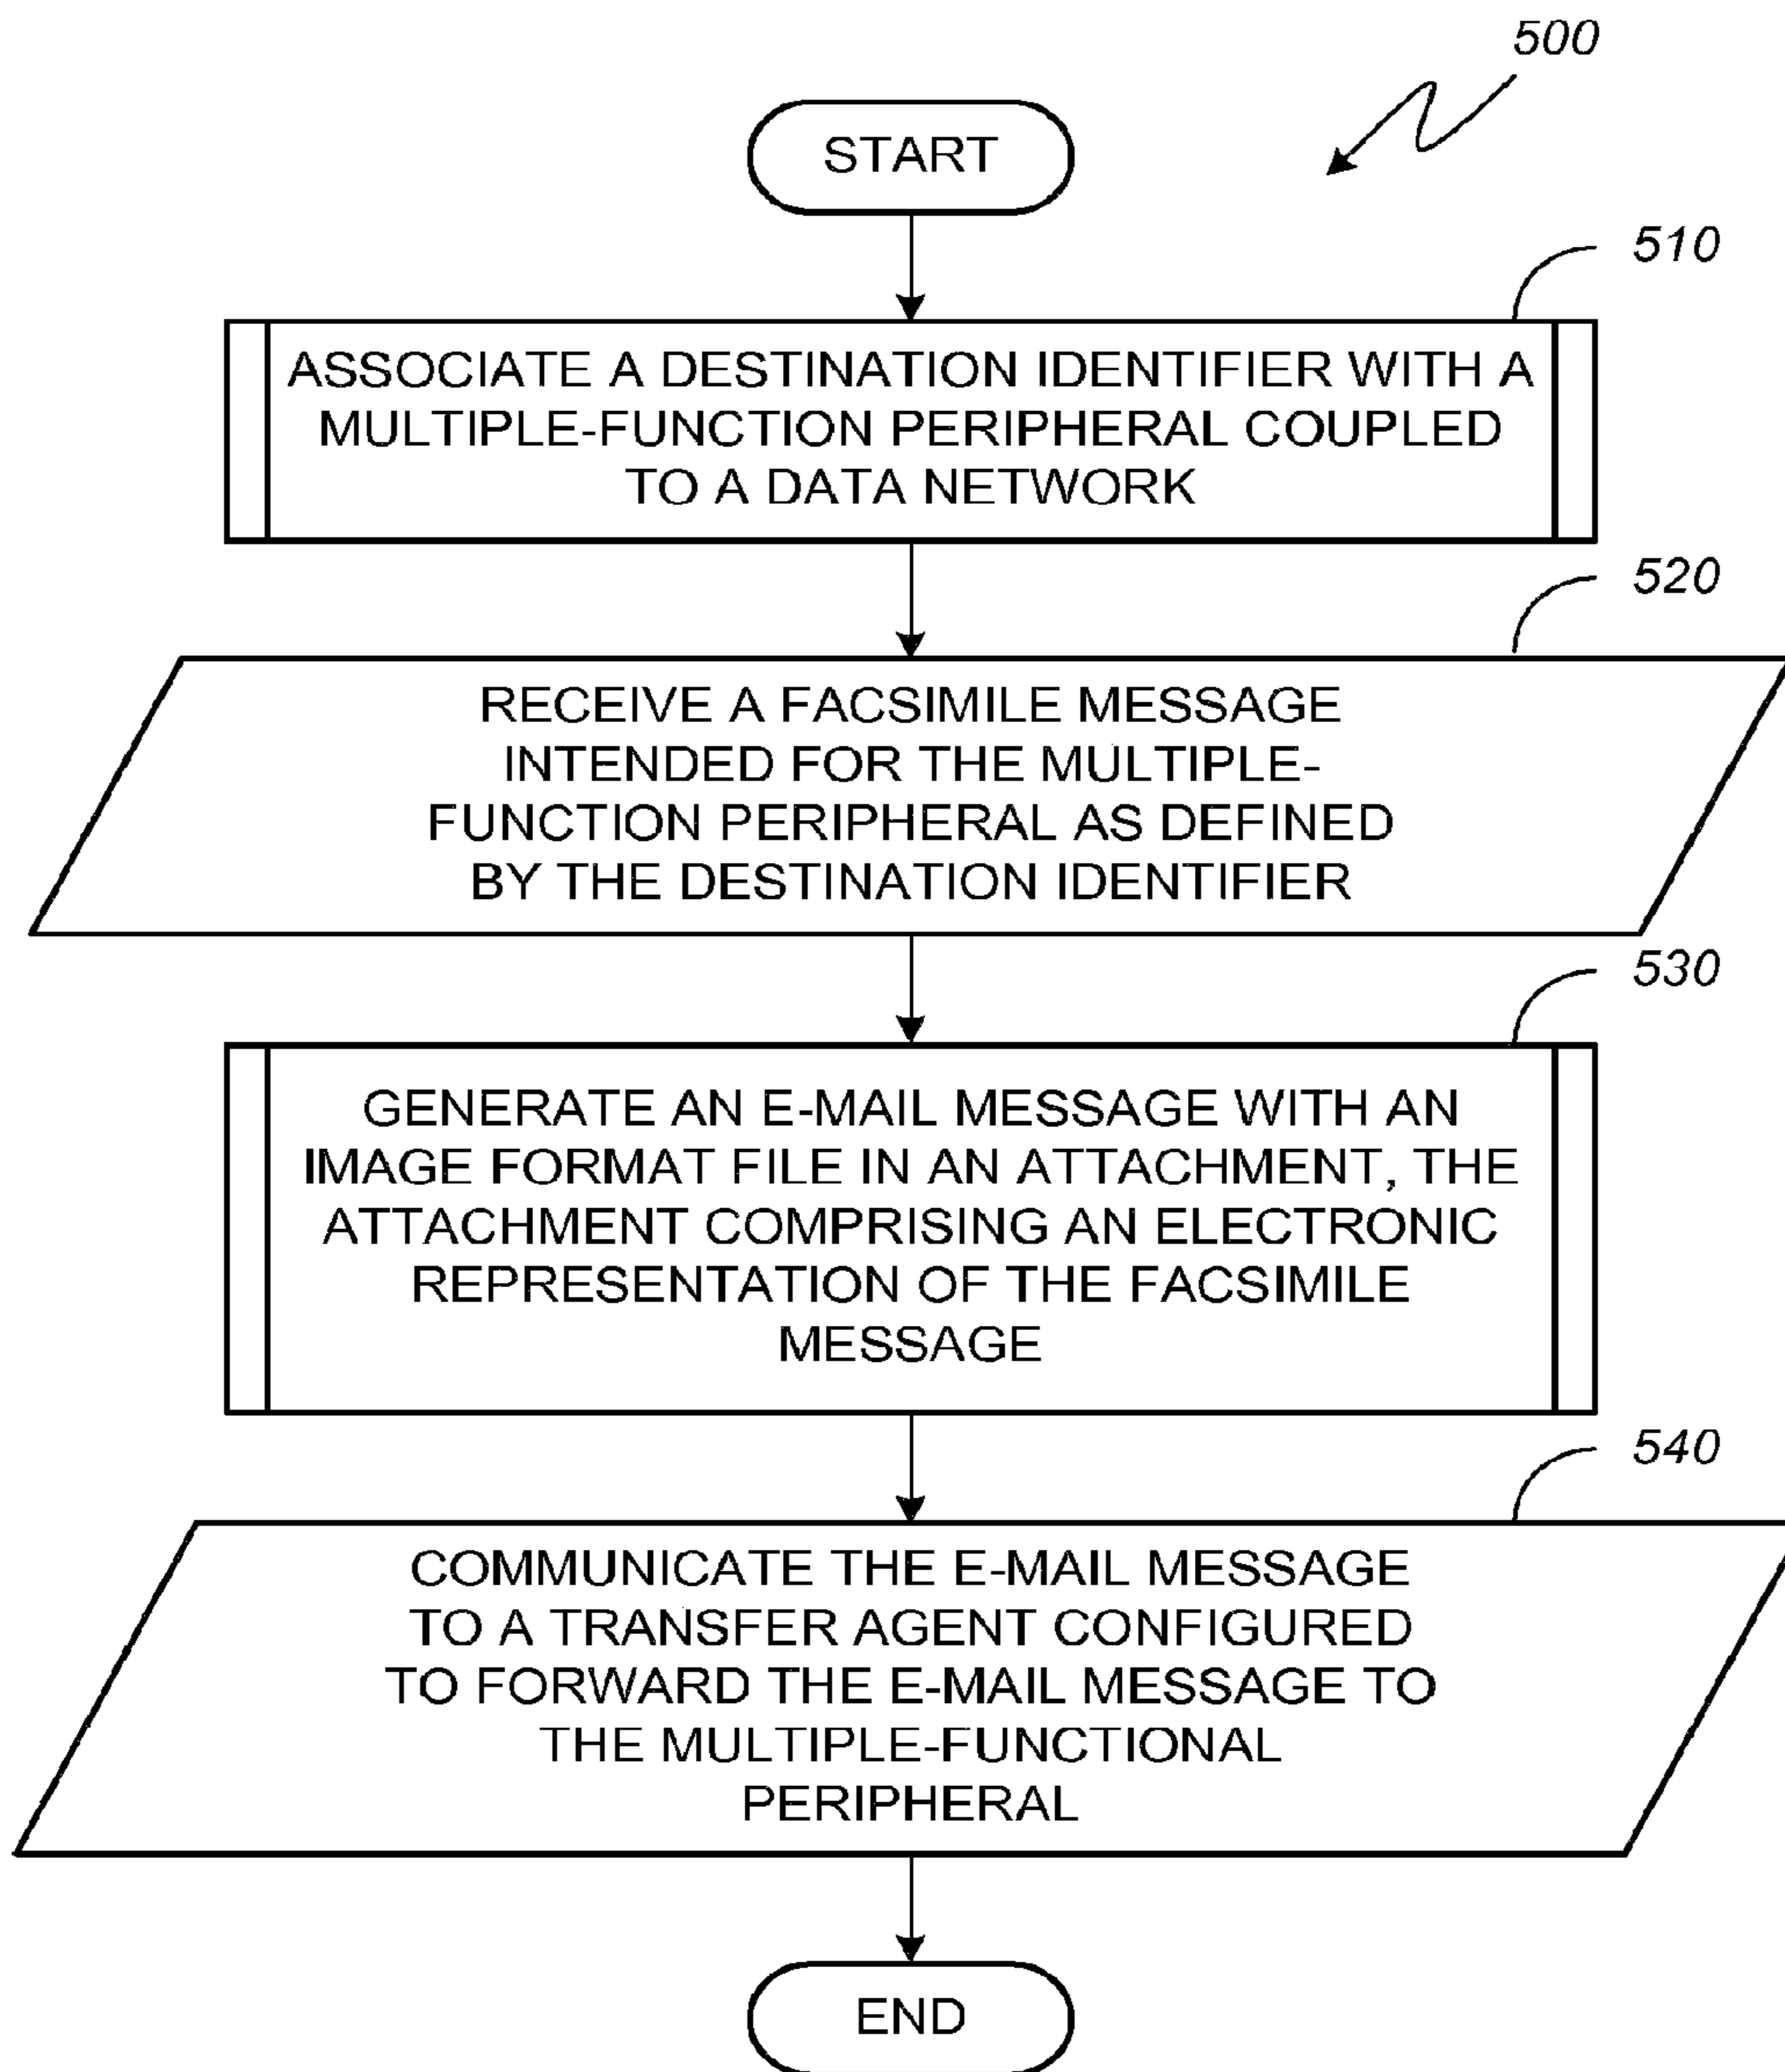 500
START
510
ASSOCIATE A DESTINATION IDENTIFIER WITH A
MULTIPLE-FUNCTION PERIPHERAL COUPLED
TO A DATA NETWORK
520
RECEIVE A FACSIMILE MESSAGE
INTENDED FOR THE MULTIPLE-
FUNCTION PERIPHERAL AS DEFINED
BY THE DESTINATION IDENTIFIER
530
GENERATE AN E-MAIL MESSAGE WITH AN
IMAGE FORMAT FILE IN AN ATTACHMENT, THE
ATTACHMENT COMPRISING AN ELECTRONIC
REPRESENTATION OF THE FACSIMILE
MESSAGE
540
COMMUNICATE THE E-MAIL MESSAGE
TO A TRANSFER AGENT CONFIGURED
TO FORWARD THE E-MAIL MESSAGE TO
THE MULTIPLE-FUNCTIONAL
PERIPHERAL
END